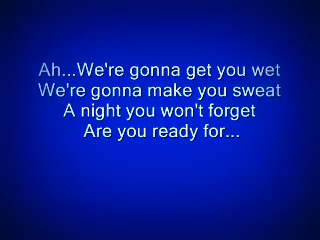 Ah...We're gonna get you wet
We're gonna make you sweat
A night you won't forget
Are you ready for...